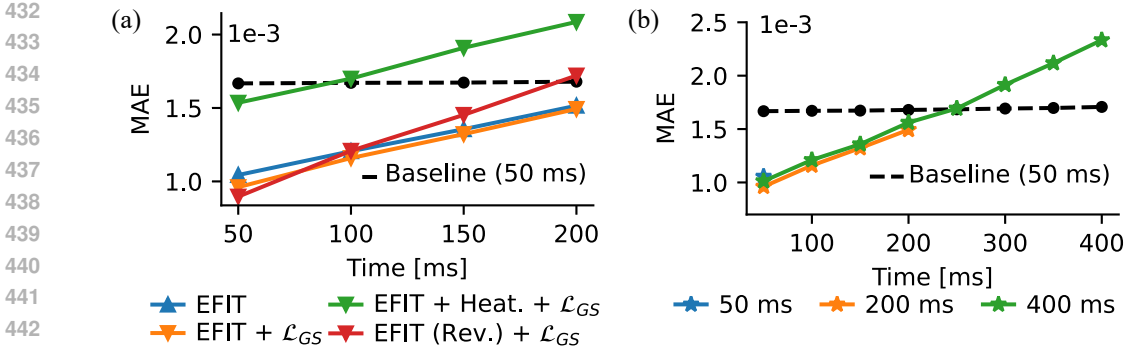 432
433
434
435
436
437
438
439
440
441
442
(a)
1e-3
2.0
1.5
1.0
MAE
Baseline (50 ms)
50 100 150 200
Time [ms]
EFIT
EFIT + Heat. + ℒ_GS
EFIT + ℒ_GS
EFIT (Rev.) + ℒ_GS
(b)
1e-3
2.5
2.0
1.5
1.0
MAE
Baseline (50 ms)
100 200 300 400
Time [ms]
50 ms
200 ms
400 ms